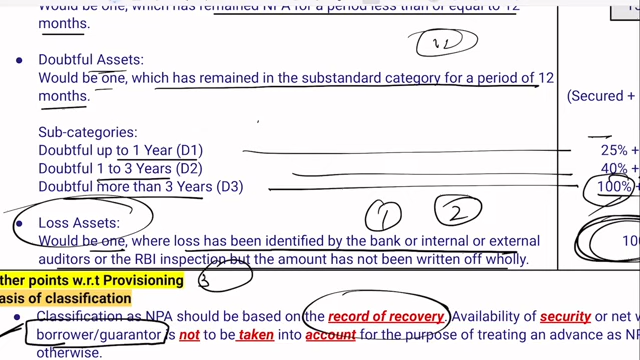 Would be one, which has remained NPA for a period less than or equal to 12
months.
12
Doubtful Assets:
Would be one, which has remained in the substandard category for a period of 12
months.
(Secured +
Sub-categories:
Doubtful up to 1 Year (D1) 25% +
Doubtful 1 to 3 Years (D2) 40% +
Doubtful more than 3 Years (D3) 100% +
1 2
Loss Assets:
Would be one, where loss has been identified by the bank or internal or external
auditors or the RBI inspection but the amount has not been written off wholly.
100
3
ther points w.r.t Provisioning
asis of classification
Classification as NPA should be based on the record of recovery. Availability of security or net w
borrower/guarantor is not to be taken into account for the purpose of treating an advance as NP
otherwise.